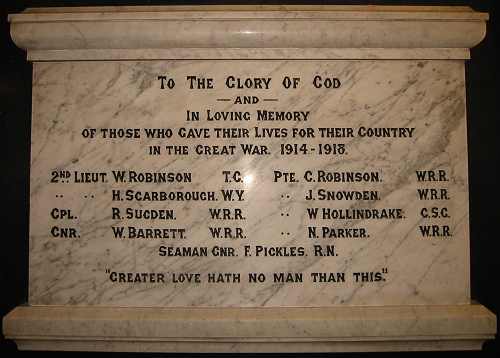 TO THE GLORY OF GOD
— AND —
IN LOVING MEMORY
OF THOSE WHO GAVE THEIR LIVES FOR THEIR COUNTRY
IN THE GREAT WAR. 1914-1918.
2ND LIEUT. W. ROBINSON T.C. PTE. C. ROBINSON. W.R.R.
" " H. SCARBOROUGH. W.Y. " J. SNOWDEN. W.R.R.
CPL. R. SUGDEN. W.R.R. " W HOLLINDRAKE. C.S.C.
GNR. W. BARRETT. W.R.R. " N. PARKER. W.R.R.
SEAMAN GNR. F. PICKLES. R.N.
"GREATER LOVE HATH NO MAN THAN THIS."